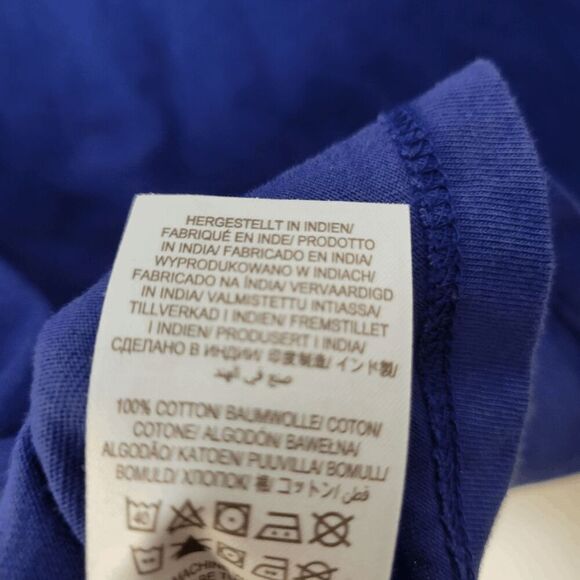 HERGESTELLT IN INDIEN/
FABRIQUÉ EN INDE/ PRODOTTO
IN INDIA/ FABRICADO EN INDIA/
WYPRODUKOWANO W INDIACH/
FABRICADO NA ÍNDIA/ VERVAARDIGD
IN INDIA/ VALMISTETTU INTIASSA/
TILLVERKAD I INDIEN/ FREMSTILLET
I INDIEN/ PRODUSERT I INDIA/
СДЕЛАНО В ИНДИИ/ 印度製造/ インド製/
صنع في الهند
100% COTTON/ BAUMWOLLE/ COTON/
COTONE/ ALGODÓN/ BAWEŁNA/
ALGODÃO/ KATOEN/ PUUVILLA/ BOMULL/
BOMULD/ ХЛОПОК/ 棉/ コットン/ قطن
40
MACHINE